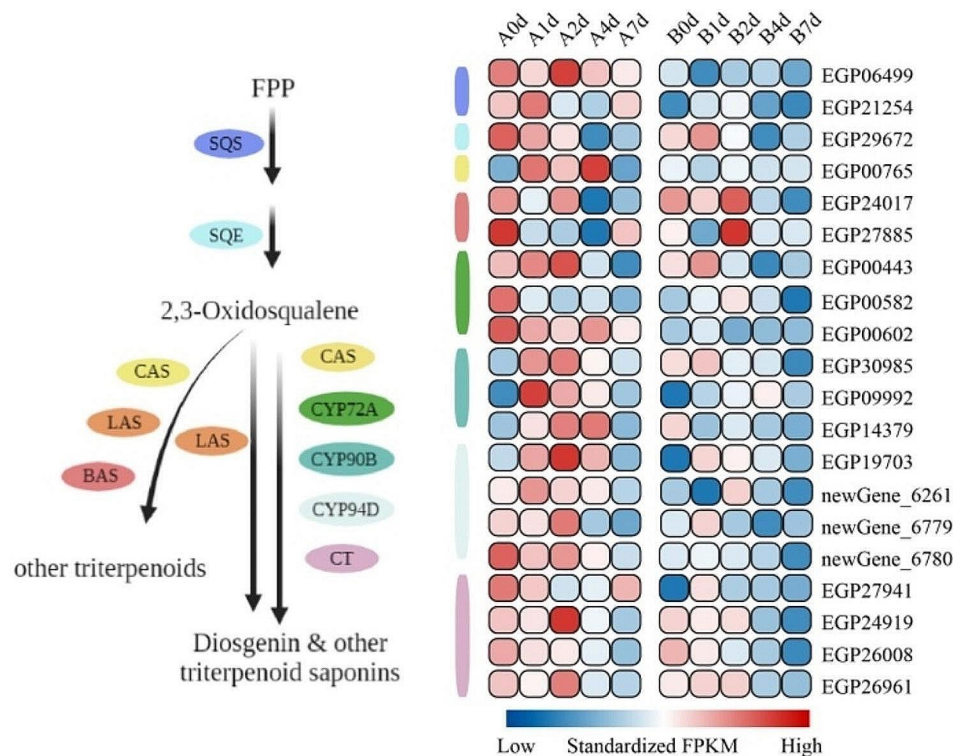 FPP
SQS
SQE
2,3-Oxidosqualene
CAS
LAS
BAS
LAS
CAS
CYP72A
CYP90B
CYP94D
CT
other triterpenoids
Diosgenin & other
triterpenoid saponins
A0d A1d A2d A4d A7d B0d B1d B2d B4d B7d
EGP06499
EGP21254
EGP29672
EGP00765
EGP24017
EGP27885
EGP00443
EGP00582
EGP00602
EGP30985
EGP09992
EGP14379
EGP19703
newGene_6261
newGene_6779
newGene_6780
EGP27941
EGP24919
EGP26008
EGP26961
Low Standardized FPKM High